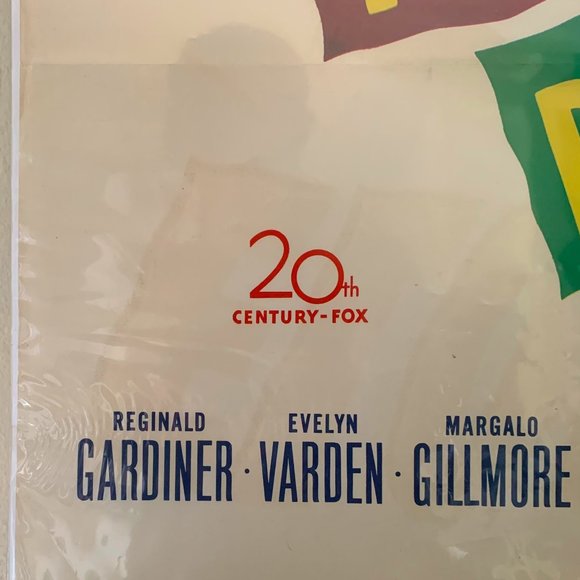 20th
CENTURY-FOX
REGINALD EVELYN MARGALO
GARDINER · VARDEN · GILLMORE